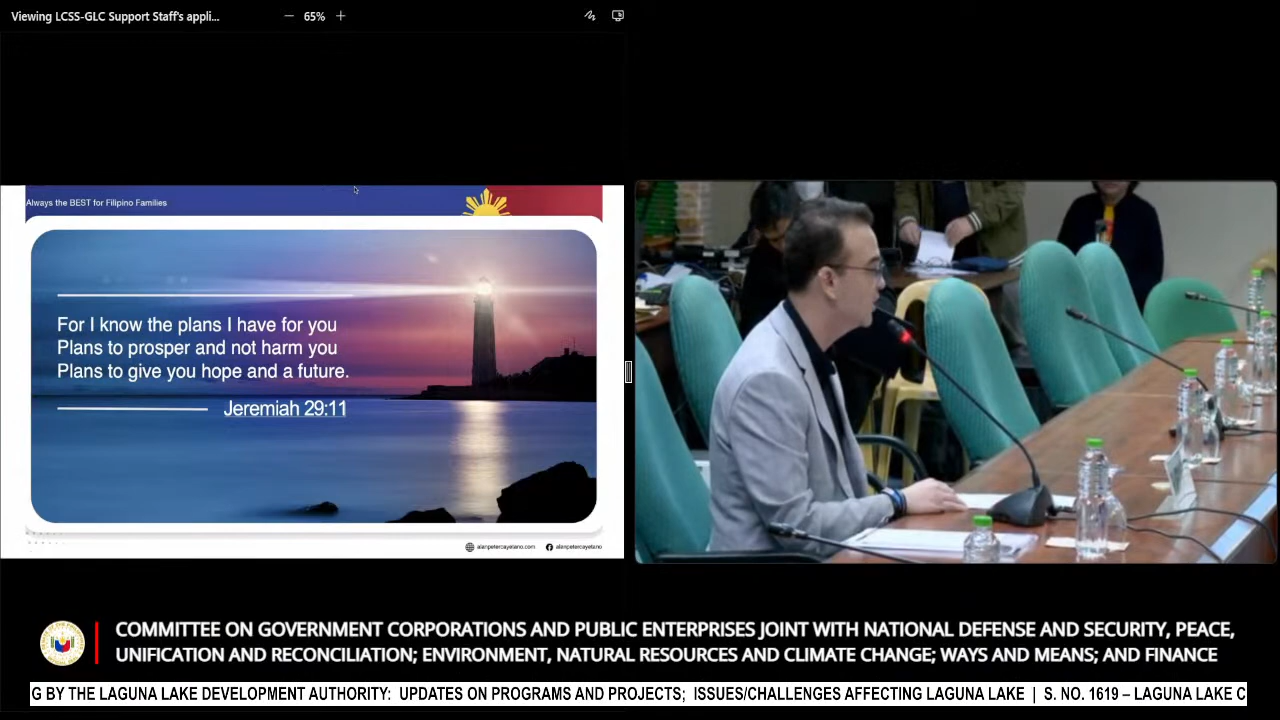 Viewing LCSS-GLC Support Staff's appli...
65%
Always the BEST for Filipino Families
For I know the plans I have for you
Plans to prosper and not harm you
Plans to give you hope and a future.
Jeremiah 29:11
alanpetercayetano.com
alanpetercayetano
COMMITTEE ON GOVERNMENT CORPORATIONS AND PUBLIC ENTERPRISES JOINT WITH NATIONAL DEFENSE AND SECURITY, PEACE,
UNIFICATION AND RECONCILIATION; ENVIRONMENT, NATURAL RESOURCES AND CLIMATE CHANGE; WAYS AND MEANS; AND FINANCE
G BY THE LAGUNA LAKE DEVELOPMENT AUTHORITY: UPDATES ON PROGRAMS AND PROJECTS; ISSUES/CHALLENGES AFFECTING LAGUNA LAKE | S. NO. 1619 – LAGUNA LAKE C